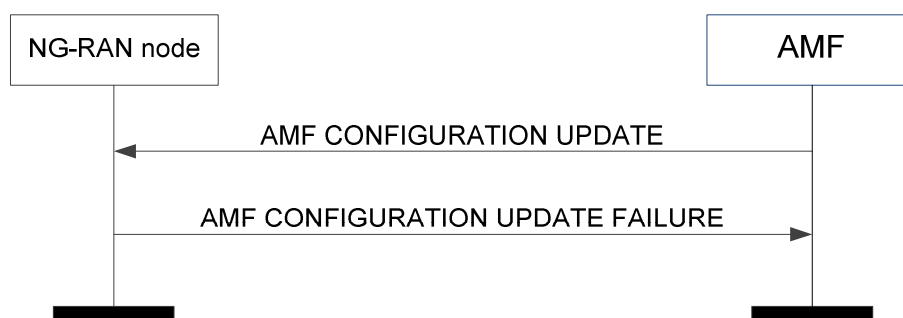 NG-RAN node
AMF
AMF CONFIGURATION UPDATE
AMF CONFIGURATION UPDATE FAILURE